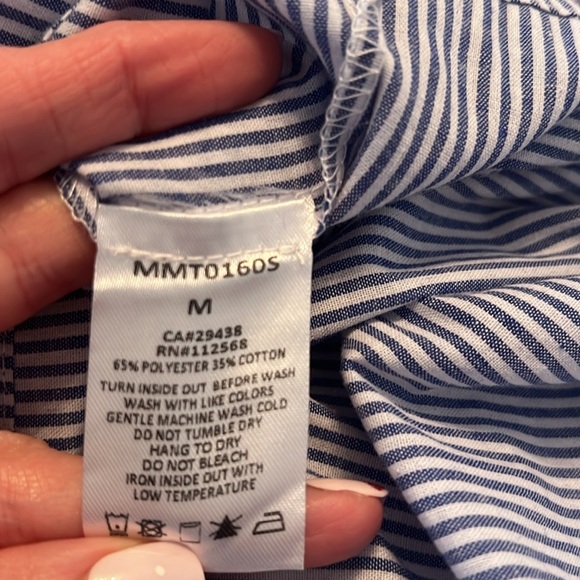 MMT0160S
M
CA#29438
RN#112568
65% POLYESTER 35% COTTON
TURN INSIDE OUT BEFORE WASH
WASH WITH LIKE COLORS
GENTLE MACHINE WASH COLD
DO NOT TUMBLE DRY
HANG TO DRY
DO NOT BLEACH
IRON INSIDE OUT WITH
LOW TEMPERATURE